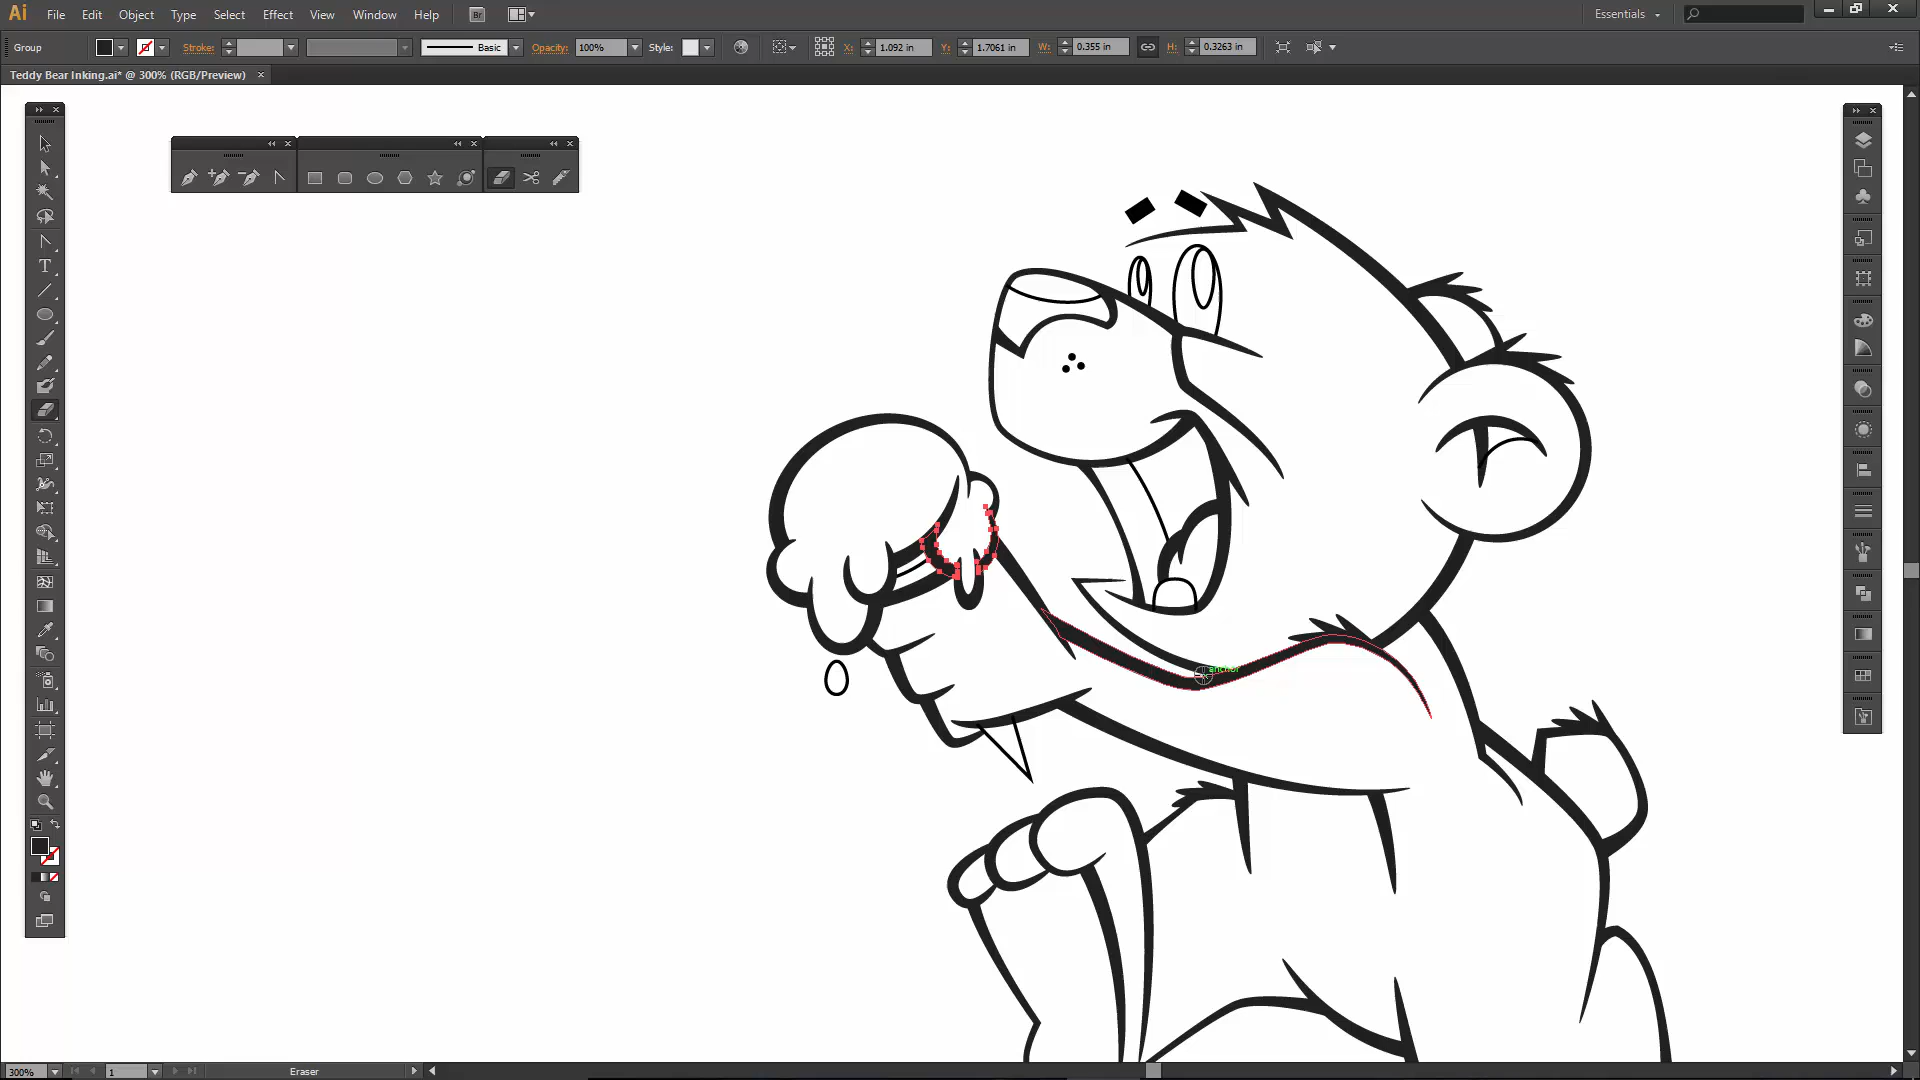 Ai File Edit Object Type Select Effect View Window Help Br Essentials
Group Stroke: Basic Opacity: 100% Style: X: 1.092 in Y: 1.7061 in W: 0.355 in H: 0.3263 in
Teddy Bear Inking.ai* @ 300% (RGB/Preview)
T
anchor
300% 1 Eraser